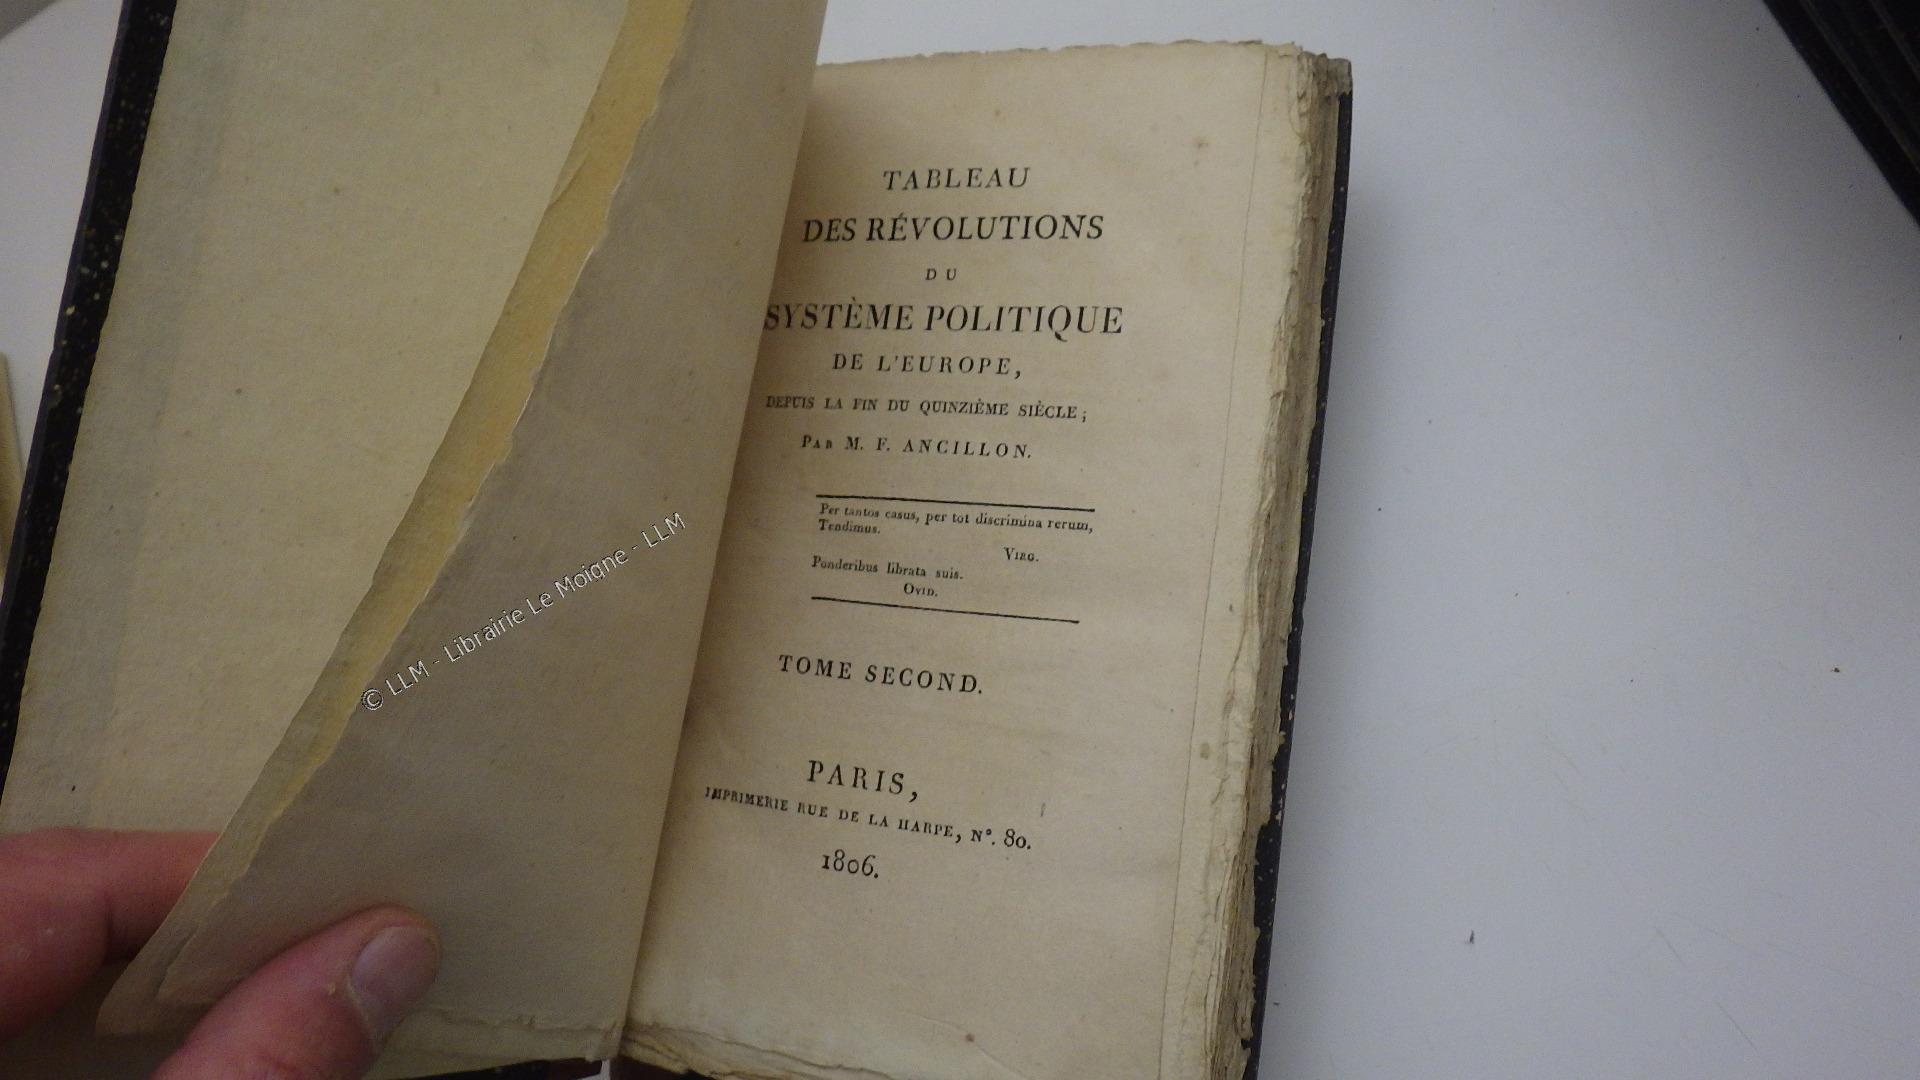 TABLEAU
DES RÉVOLUTIONS
DU
SYSTÈME POLITIQUE
DE L'EUROPE,
DEPUIS LA FIN DU QUINZIÈME SIÈCLE;
PAR M. F. ANCILLON.
Per tantos casus, per tot discrimina rerum,
Tendimus.
VIRG.
Ponderibus librata suis.
OVID.
TOME SECOND.
PARIS,
IMPRIMERIE RUE DE LA HARPE, N°. 80.
1806.
© LLM - Librairie Le Moigne - LLM